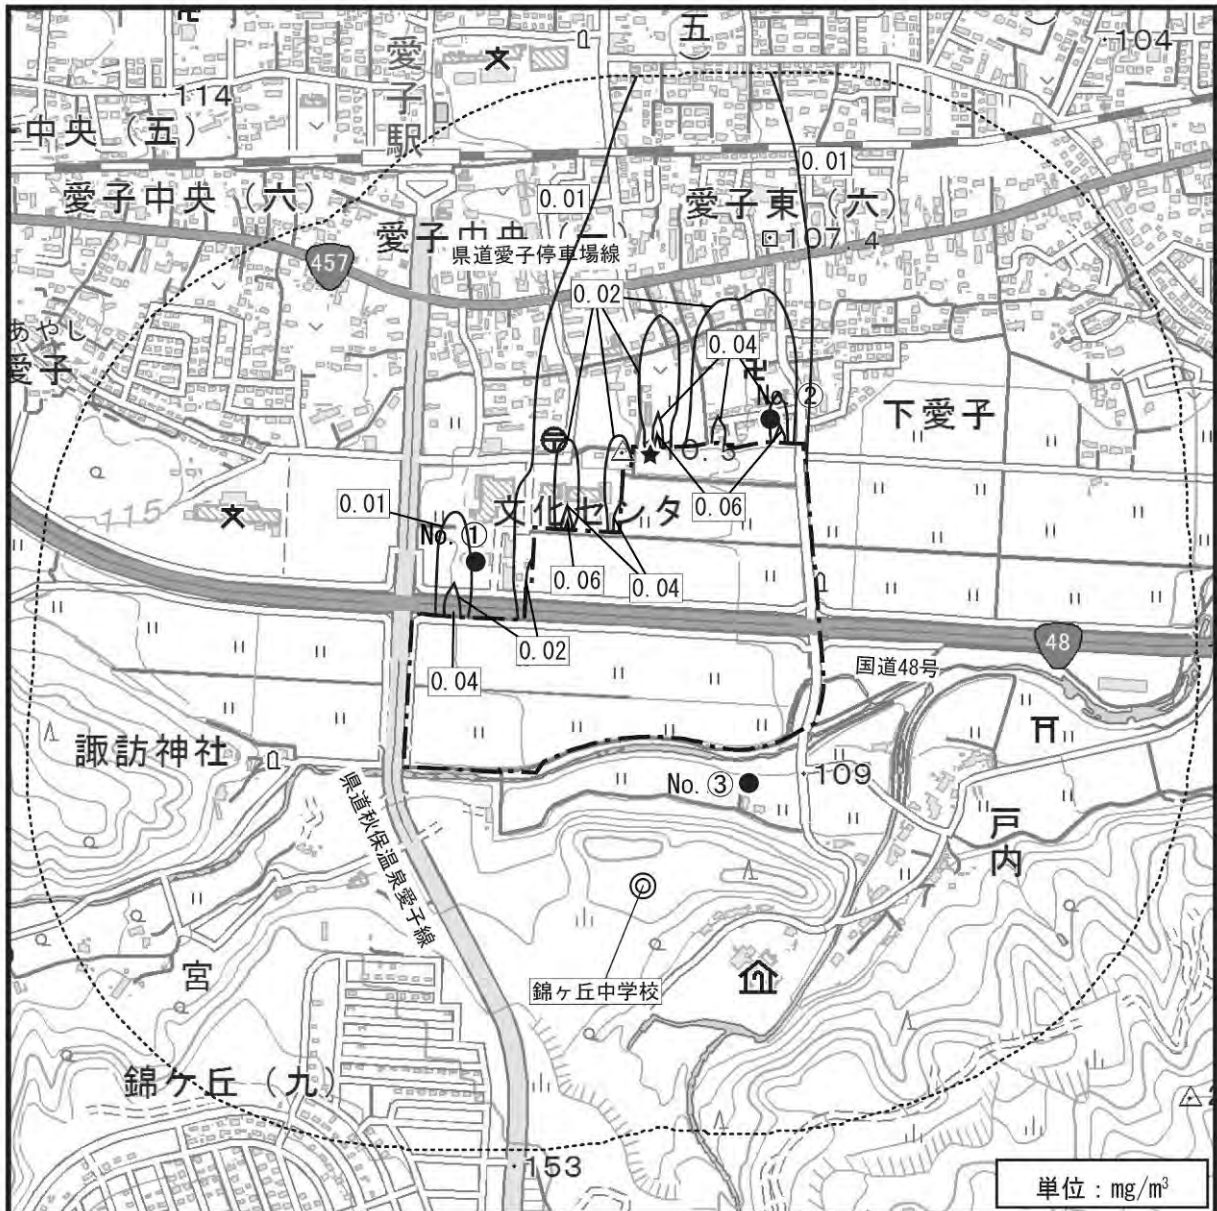 五
104
愛子駅
114
中央（五）
0.01
0.01
愛子中央（六）
愛子東（六）
愛子中央（一
107 4
県道愛子停車場線
457
0.02
あやし
愛子
0.04
No. ②
下愛子
0.5
文化センタ
0.06
115
0.01
No. ①
0.06
0.04
0.02
48
国道48号
0.04
諏訪神社
109
No. ③
県道秋保温泉愛子線
戸内
宮
錦ヶ丘中学校
錦ケ丘（九）
153
単位：mg/m³